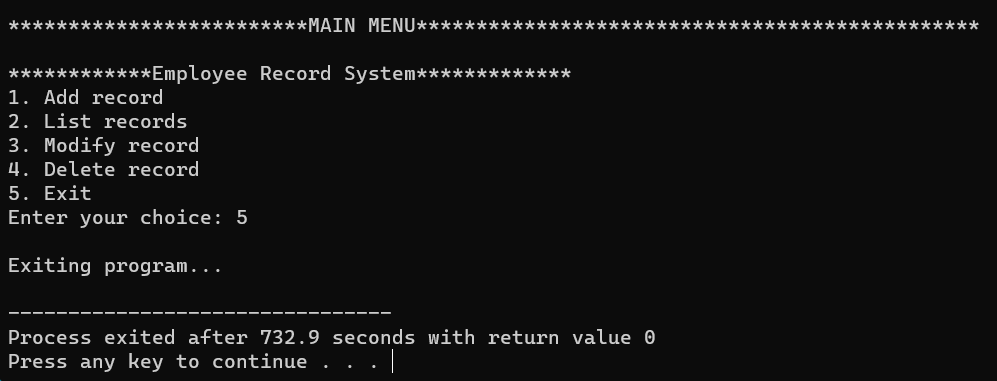 *************************MAIN MENU***********************************************
************Employee Record System*************
1. Add record
2. List records
3. Modify record
4. Delete record
5. Exit
Enter your choice: 5
Exiting program...
--------------------------------
Process exited after 732.9 seconds with return value 0
Press any key to continue . . .